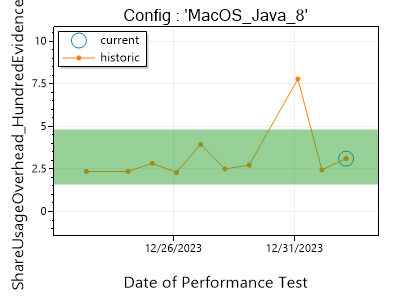 Config : 'MacOS_Java_8'
current
historic
10
7.5
5
2.5
0
ShareUsageOverhead_HundredEvidence
12/26/2023
12/31/2023
Date of Performance Test